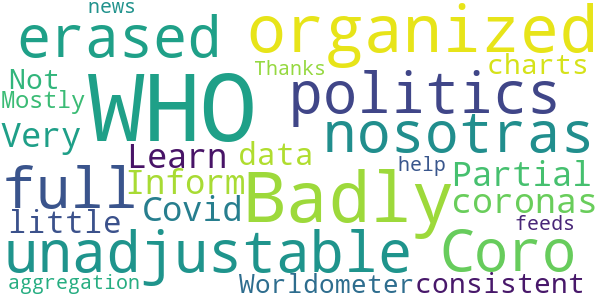 news
erased
organized
WHO
Thanks
charts
Not
politics
Mostly
Very
nosotras
Learn
data
help
Partial
full
Inform
Badly
coronas
little
Covid
feeds
unadjustable
Coro
aggregation
Worldometer
consistent